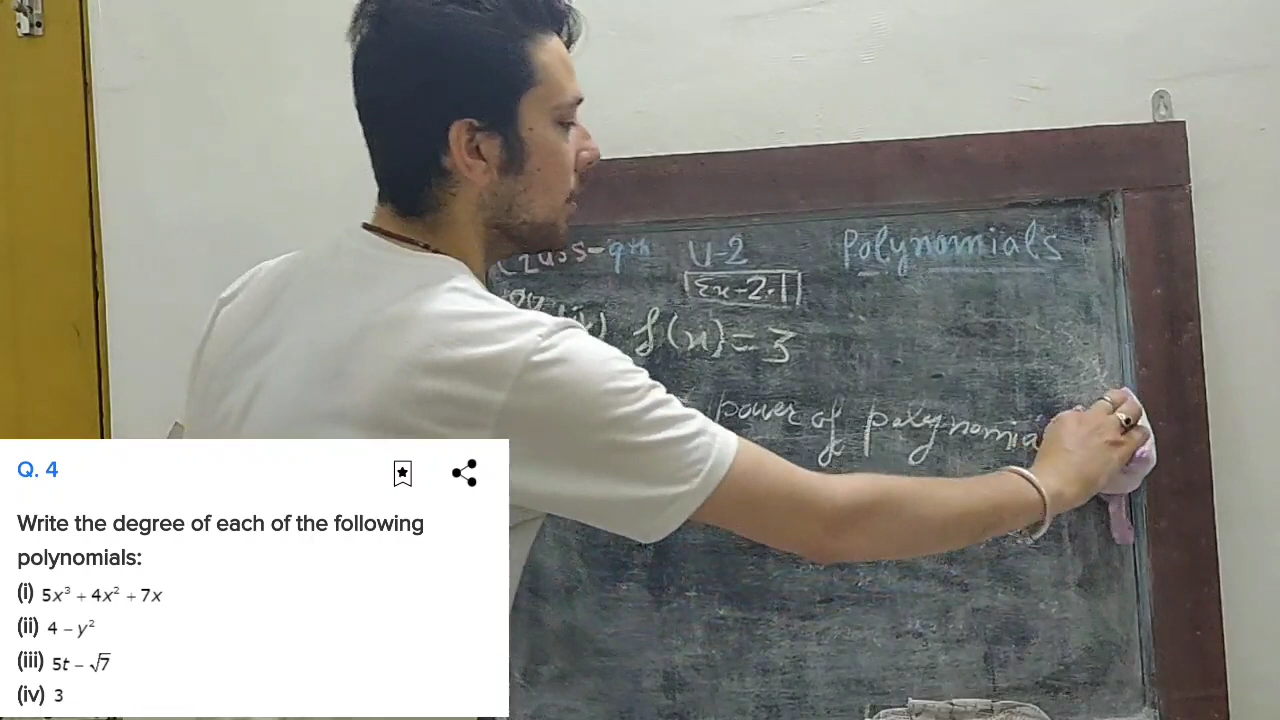 9th U-2 Polynomials
Ex-2.1
f(x) = 3
power of polynomia
Q. 4
Write the degree of each of the following
polynomials:
(i) 5x³ + 4x² + 7x
(ii) 4 – y²
(iii) 5t – √7
(iv) 3